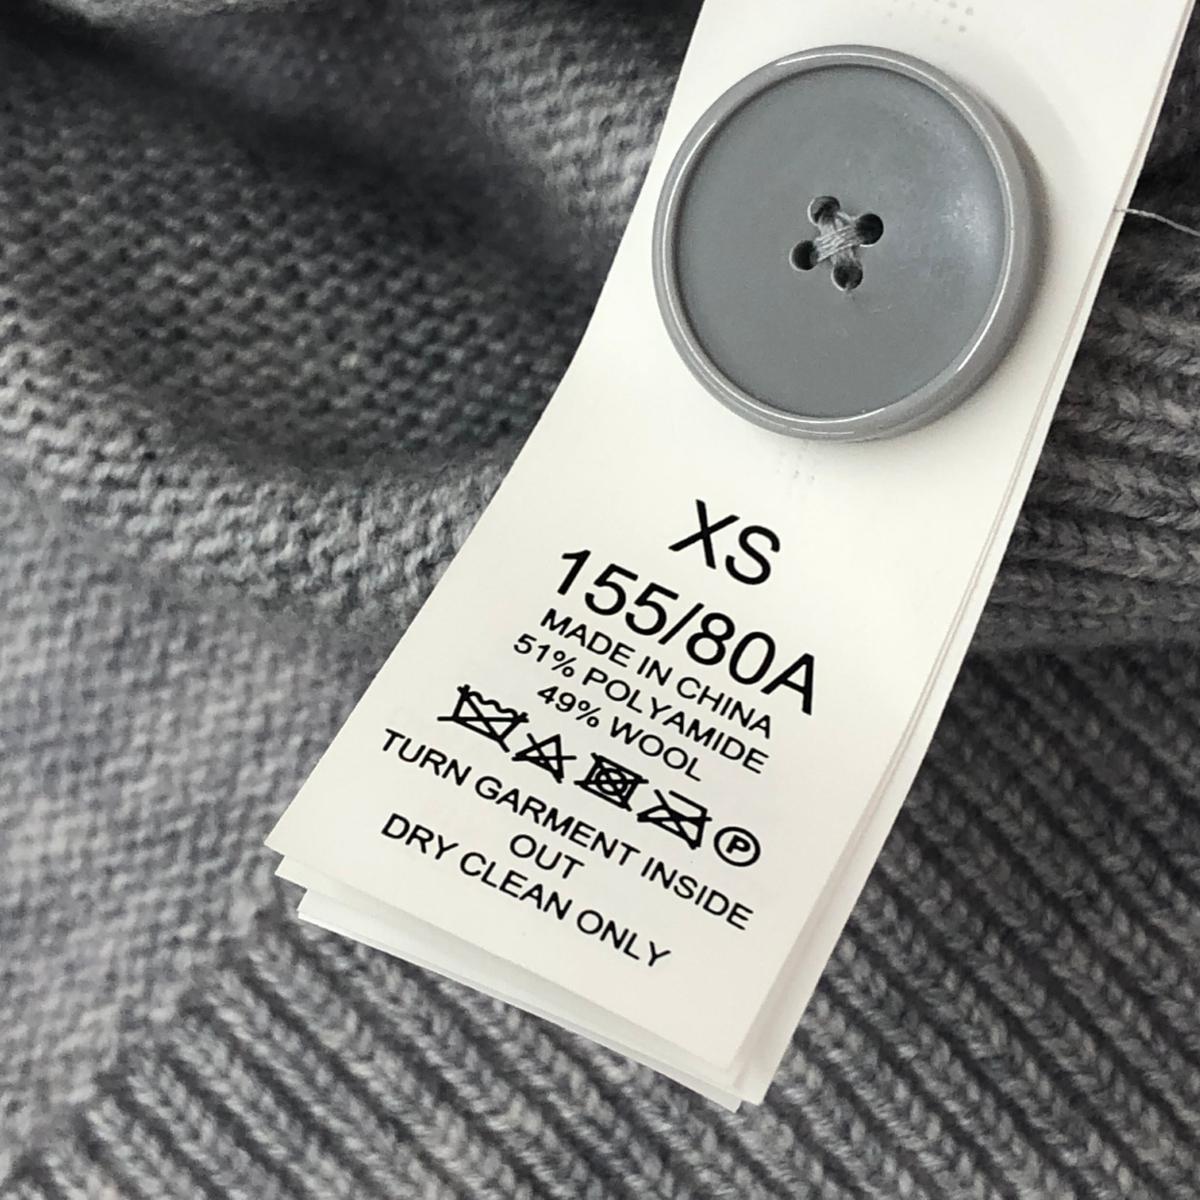 XS
155/80A
MADE IN CHINA
51% POLYAMIDE
49% WOOL
P
TURN GARMENT INSIDE
OUT
DRY CLEAN ONLY